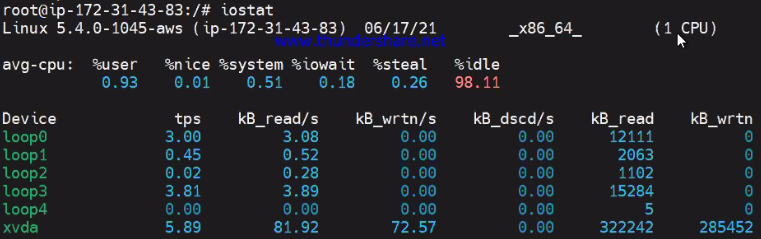 root@ip-172-31-43-83:/# iostat
Linux 5.4.0-1045-aws (ip-172-31-43-83)  06/17/21  _x86_64_  (1 CPU)
www.thundershare.net
avg-cpu:  %user  %nice %system %iowait  %steal  %idle
0.93  0.01  0.51  0.18  0.26  98.11
Device  tps  kB_read/s  kB_wrtn/s  kB_dscd/s  kB_read  kB_wrtn
loop0  3.00  3.08  0.00  0.00  12111  0
loop1  0.45  0.52  0.00  0.00  2063  0
loop2  0.02  0.28  0.00  0.00  1102  0
loop3  3.81  3.89  0.00  0.00  15284  0
loop4  0.00  0.00  0.00  0.00  5  0
xvda  5.89  81.92  72.57  0.00  322242  285452